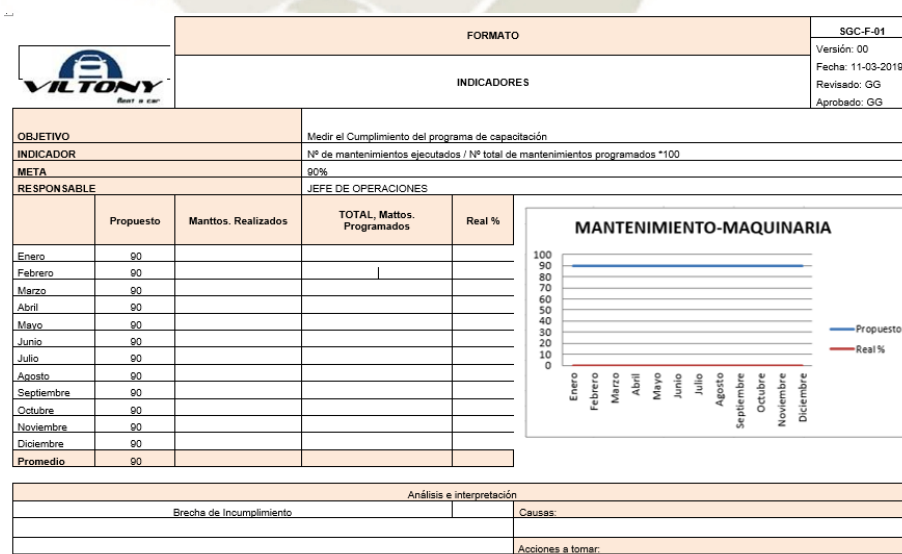 VILTONY
Rent a car
FORMATO
INDICADORES
SGC-F-01
Versión: 00
Fecha: 11-03-2019
Revisado: GG
Aprobado: GG
OBJETIVO Medir el Cumplimiento del programa de capacitación
INDICADOR Nº de mantenimientos ejecutados / Nº total de mantenimientos programados *100
META 90%
RESPONSABLE JEFE DE OPERACIONES
Propuesto Manttos. Realizados TOTAL, Mattos. Programados Real %
Enero 90
Febrero 90
Marzo 90
Abril 90
Mayo 90
Junio 90
Julio 90
Agosto 90
Septiembre 90
Octubre 90
Noviembre 90
Diciembre 90
Promedio 90
MANTENIMIENTO-MAQUINARIA
100
90
80
70
60
50
40
30
20
10
0
Enero
Febrero
Marzo
Abril
Mayo
Junio
Julio
Agosto
Septiembre
Octubre
Noviembre
Diciembre
Propuesto
Real %
Análisis e interpretación
Brecha de Incumplimiento Causas:
Acciones a tomar: